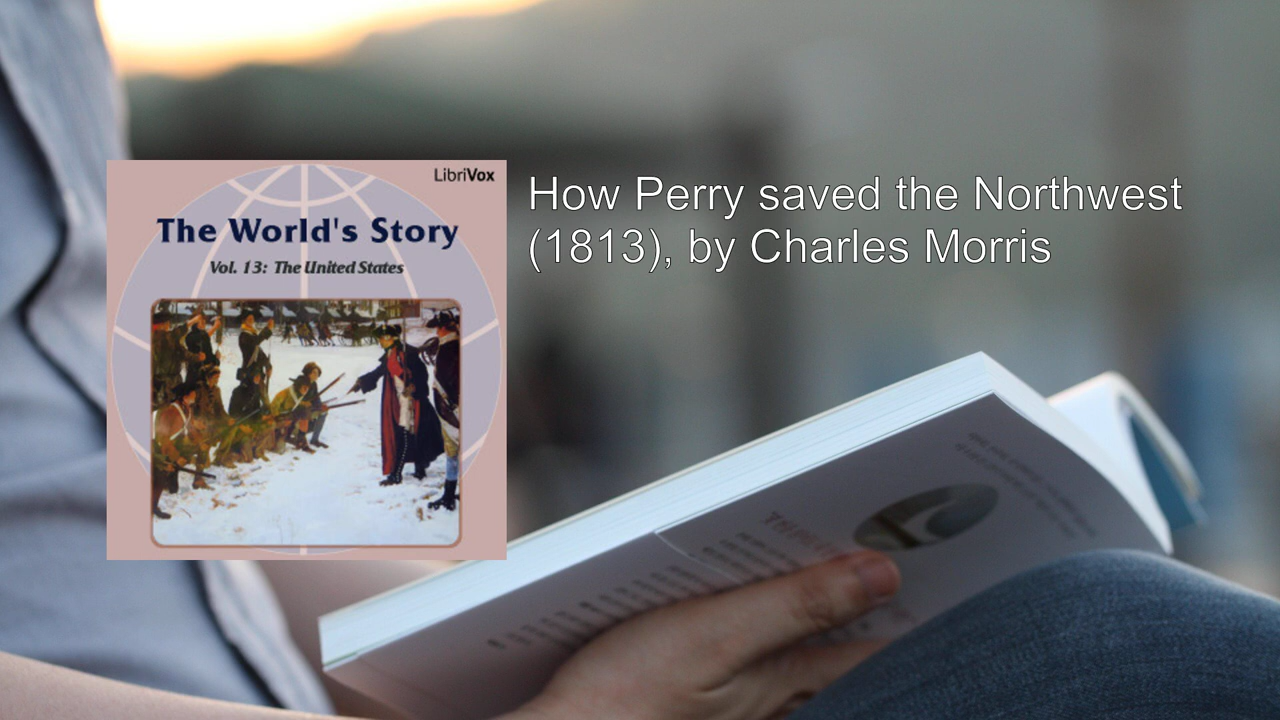 LibriVox
The World's Story
Vol. 13: The United States
How Perry saved the Northwest
(1813), by Charles Morris